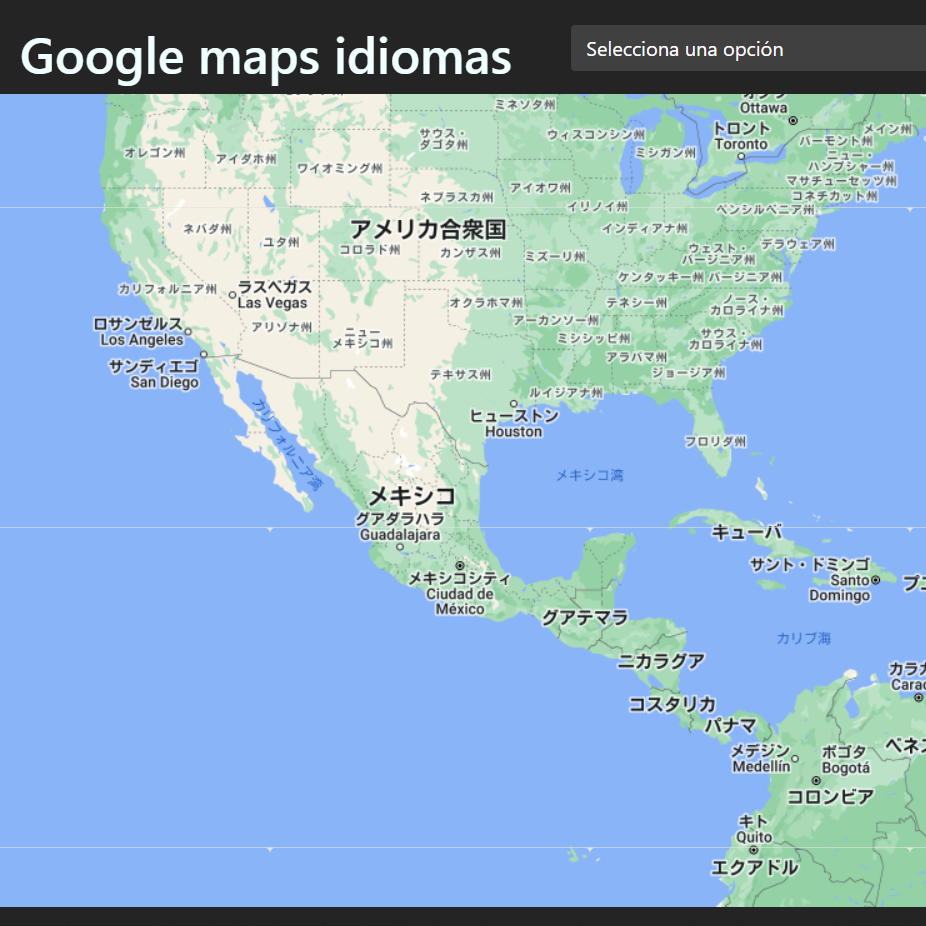 Google maps idiomas
Selecciona una opción
Ottawa
ミネソタ州
サウス・
ダコタ州
ウィスコンシン州
トロント
Toronto
メイン州
バーモント州
オレゴン州
アイダホ州
ワイオミング州
ミシガン州
ニュー・
ハンプシャー州
マサチューセッツ州
ネブラスカ州
アイオワ州
コネチカット州
イリノイ州
ペンシルベニア州
ネバダ州
ユタ州
アメリカ合衆国
コロラド州
カンザス州
ミズーリ州
インディアナ州
ウェスト・
バージニア州
デラウェア州
ケンタッキー州
バージニア州
カリフォルニア州
ラスベガス
Las Vegas
オクラホマ州
テネシー州
ノース・
カロライナ州
ロサンゼルス
Los Angeles
アリゾナ州
ニュー
メキシコ州
アーカンソー州
ミシシッピ州
サウス・
カロライナ州
アラバマ州
サンディエゴ
San Diego
テキサス州
ジョージア州
ルイジアナ州
ヒューストン
Houston
カリフォルニア湾
フロリダ州
メキシコ湾
メキシコ
グアダラハラ
Guadalajara
キューバ
メキシコシティ
Ciudad de
México
サント・ドミンゴ
Santo
Domingo
グアテマラ
カリブ海
ニカラグア
コスタリカ
パナマ
メデジン
Medellín
ボゴタ
Bogotá
コロンビア
キト
Quito
エクアドル